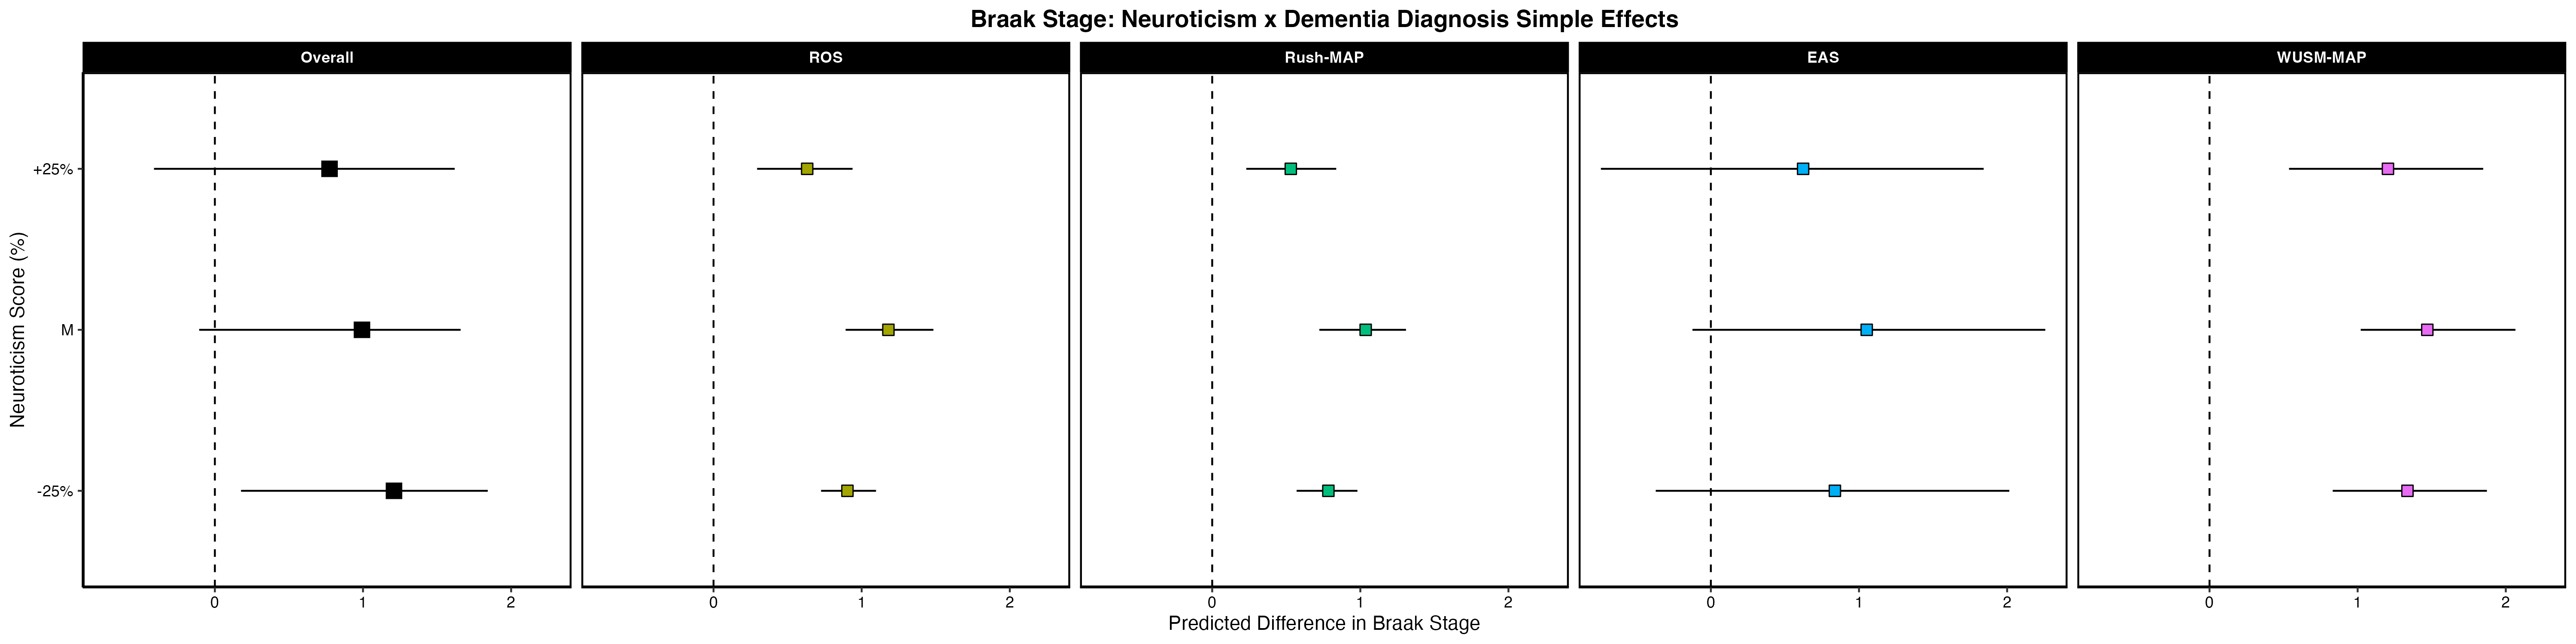 Braak Stage: Neuroticism x Dementia Diagnosis Simple Effects
Overall
ROS
Rush-MAP
EAS
WUSM-MAP
Neuroticism Score (%)
+25%
M
-25%
0 1 2
0 1 2
0 1 2
0 1 2
0 1 2
Predicted Difference in Braak Stage